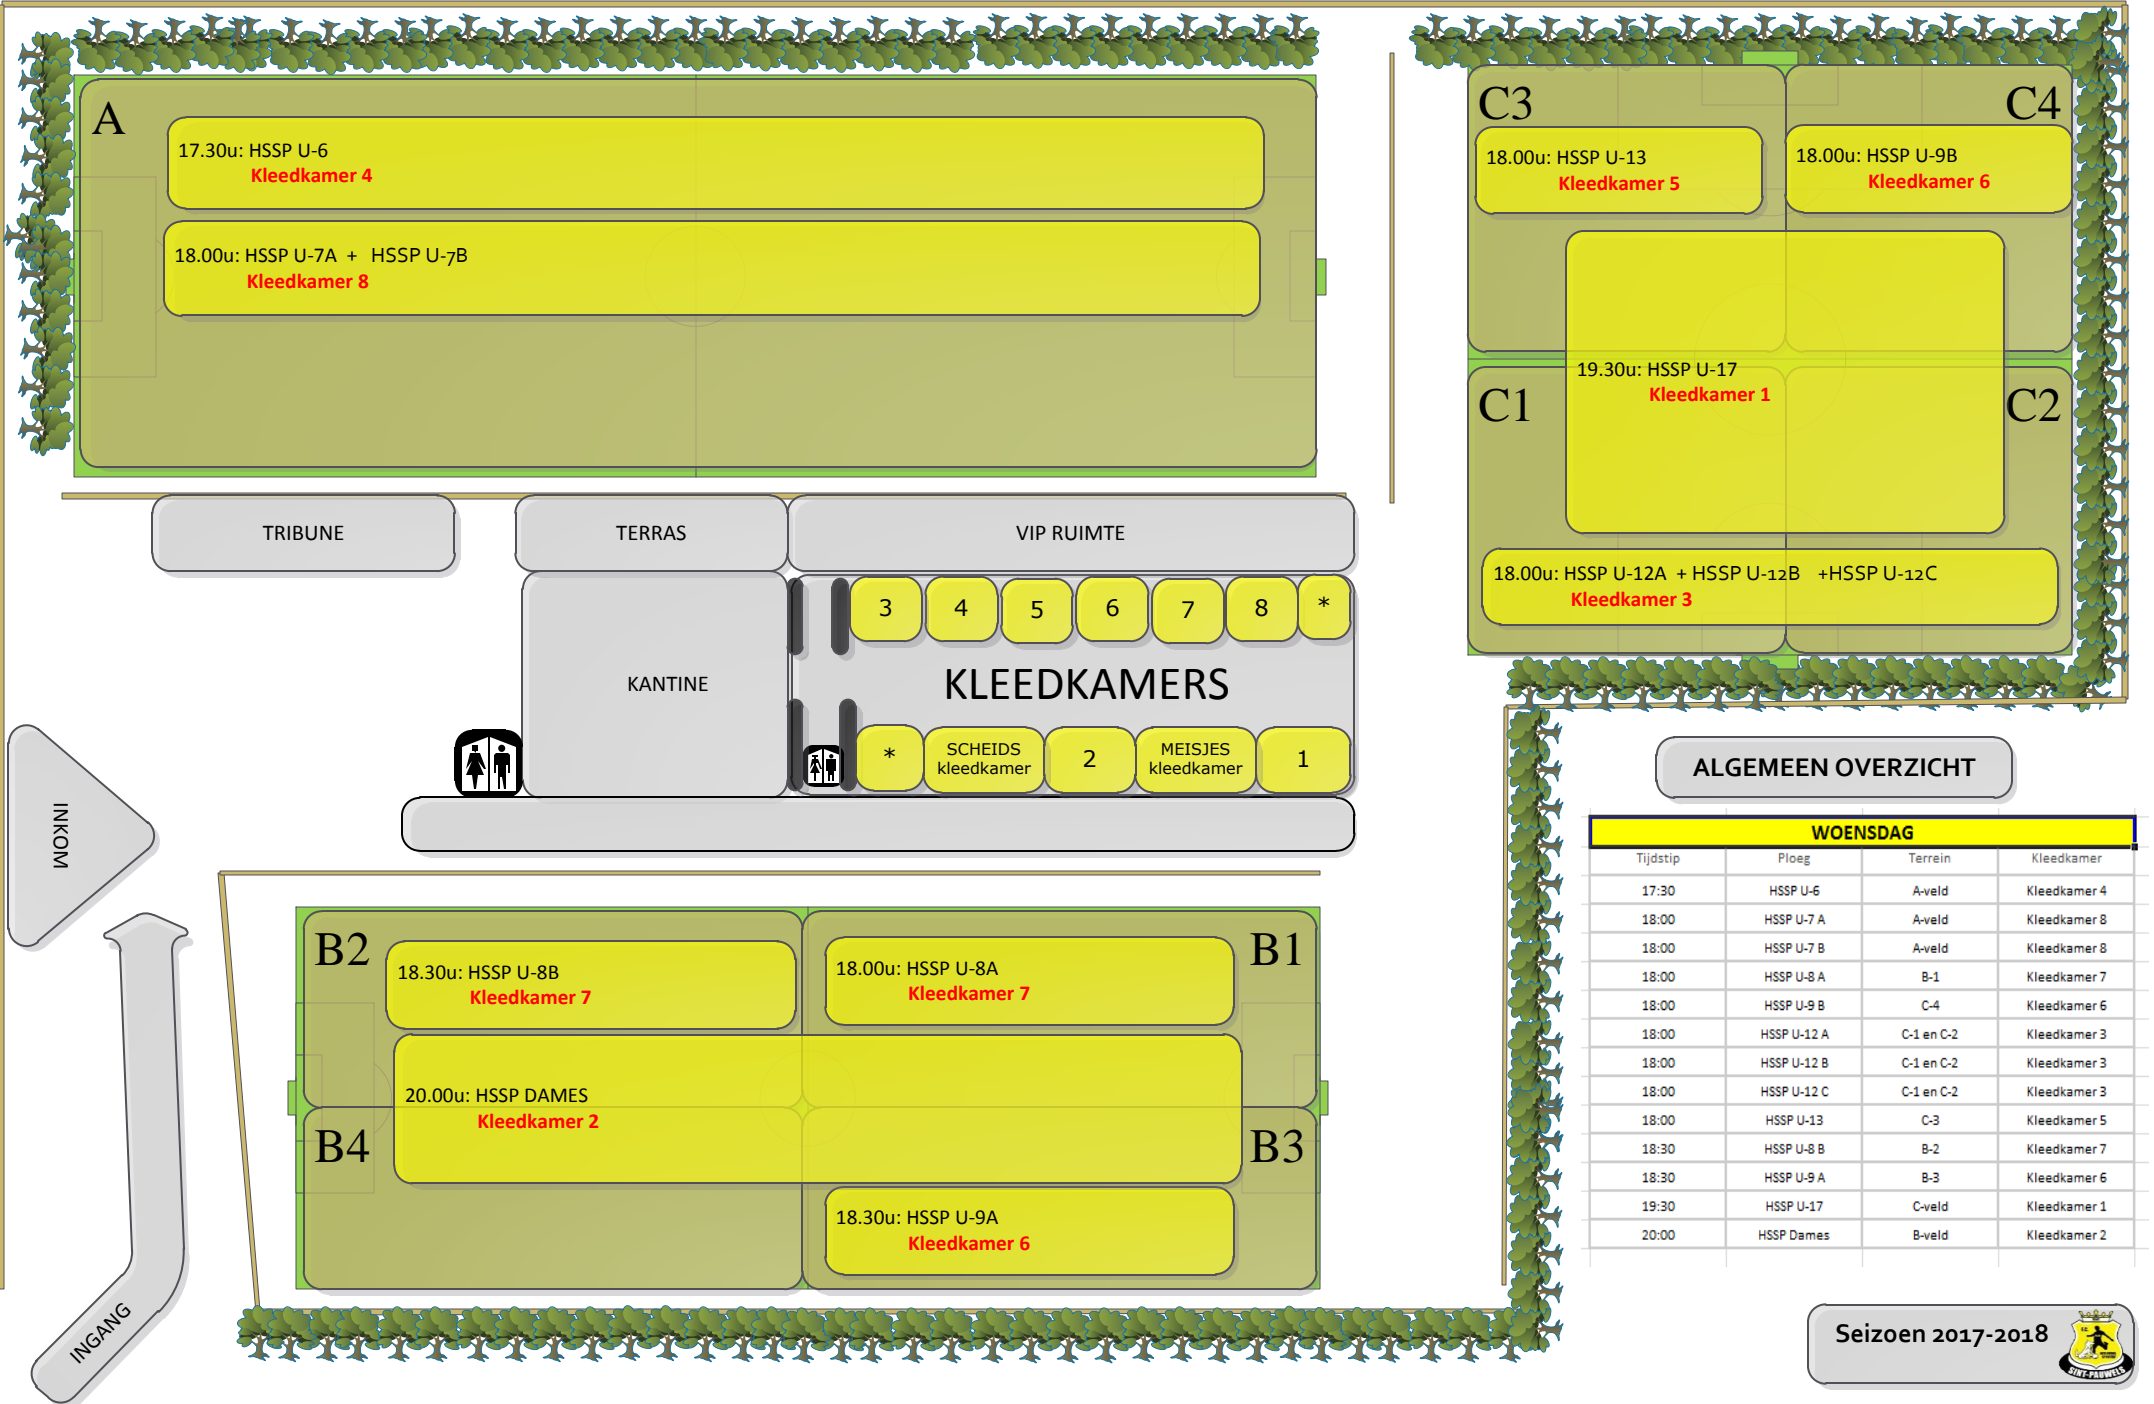 A
17.30u: HSSP U-6
Kleedkamer 4
18.00u: HSSP U-7A + HSSP U-7B
Kleedkamer 8
C3
C4
18.00u: HSSP U-13
Kleedkamer 5
18.00u: HSSP U-9B
Kleedkamer 6
19.30u: HSSP U-17
Kleedkamer 1
C1
C2
18.00u: HSSP U-12A + HSSP U-12B +HSSP U-12C
Kleedkamer 3
TRIBUNE
TERRAS
VIP RUIMTE
3 4 5 6 7 8 *
KANTINE
KLEEDKAMERS
* SCHEIDS kleedkamer 2 MEISJES kleedkamer 1
INKOM
INGANG
B2
B1
18.30u: HSSP U-8B
Kleedkamer 7
18.00u: HSSP U-8A
Kleedkamer 7
20.00u: HSSP DAMES
Kleedkamer 2
B4
B3
18.30u: HSSP U-9A
Kleedkamer 6
ALGEMEEN OVERZICHT
WOENSDAG
Tijdstip Ploeg Terrein Kleedkamer
17:30 HSSP U-6 A-veld Kleedkamer 4
18:00 HSSP U-7 A A-veld Kleedkamer 8
18:00 HSSP U-7 B A-veld Kleedkamer 8
18:00 HSSP U-8 A B-1 Kleedkamer 7
18:00 HSSP U-9 B C-4 Kleedkamer 6
18:00 HSSP U-12 A C-1 en C-2 Kleedkamer 3
18:00 HSSP U-12 B C-1 en C-2 Kleedkamer 3
18:00 HSSP U-12 C C-1 en C-2 Kleedkamer 3
18:00 HSSP U-13 C-3 Kleedkamer 5
18:30 HSSP U-8 B B-2 Kleedkamer 7
18:30 HSSP U-9 A B-3 Kleedkamer 6
19:30 HSSP U-17 C-veld Kleedkamer 1
20:00 HSSP Dames B-veld Kleedkamer 2
Seizoen 2017-2018
SINT-PAUWELS